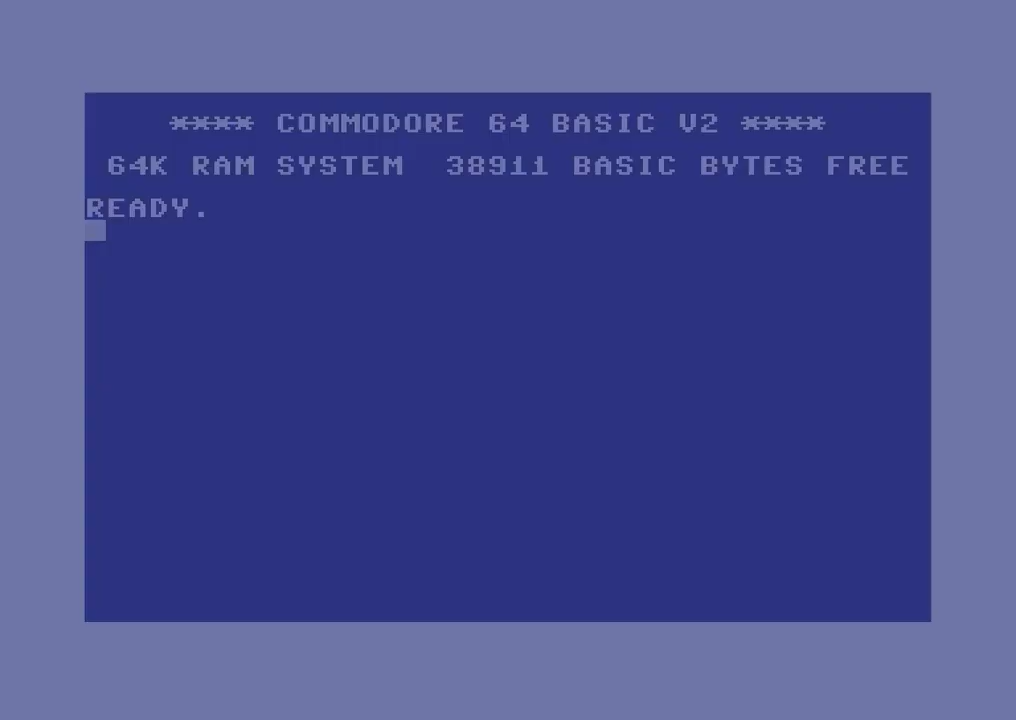 **** COMMODORE 64 BASIC V2 ****
64K RAM SYSTEM  38911 BASIC BYTES FREE
READY.